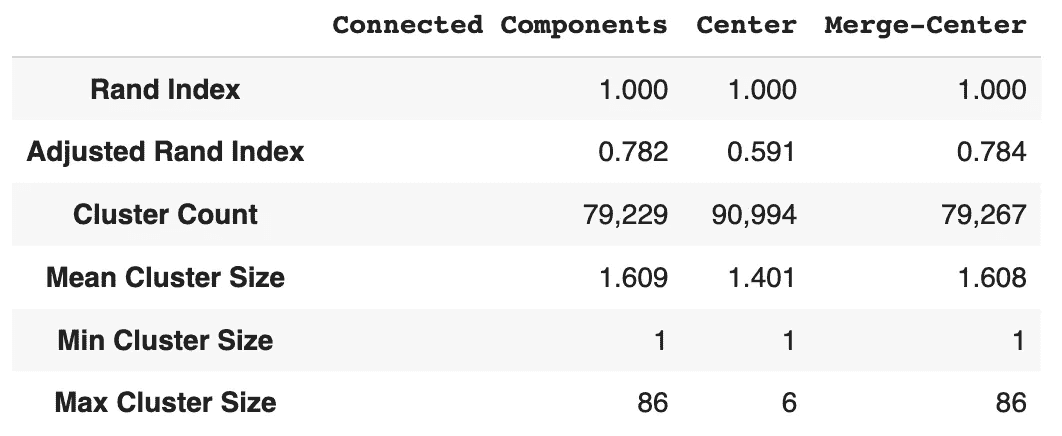 Connected Components Center Merge-Center
Rand Index 1.000 1.000 1.000
Adjusted Rand Index 0.782 0.591 0.784
Cluster Count 79,229 90,994 79,267
Mean Cluster Size 1.609 1.401 1.608
Min Cluster Size 1 1 1
Max Cluster Size 86 6 86